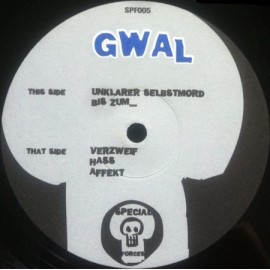 SPF005
GWAL
THIS SIDE UNKLARER SELBSTMORD
BIS ZUM...
THAT SIDE VERZWEIF
HASS
AFFEKT
SPECIAL
FORCES